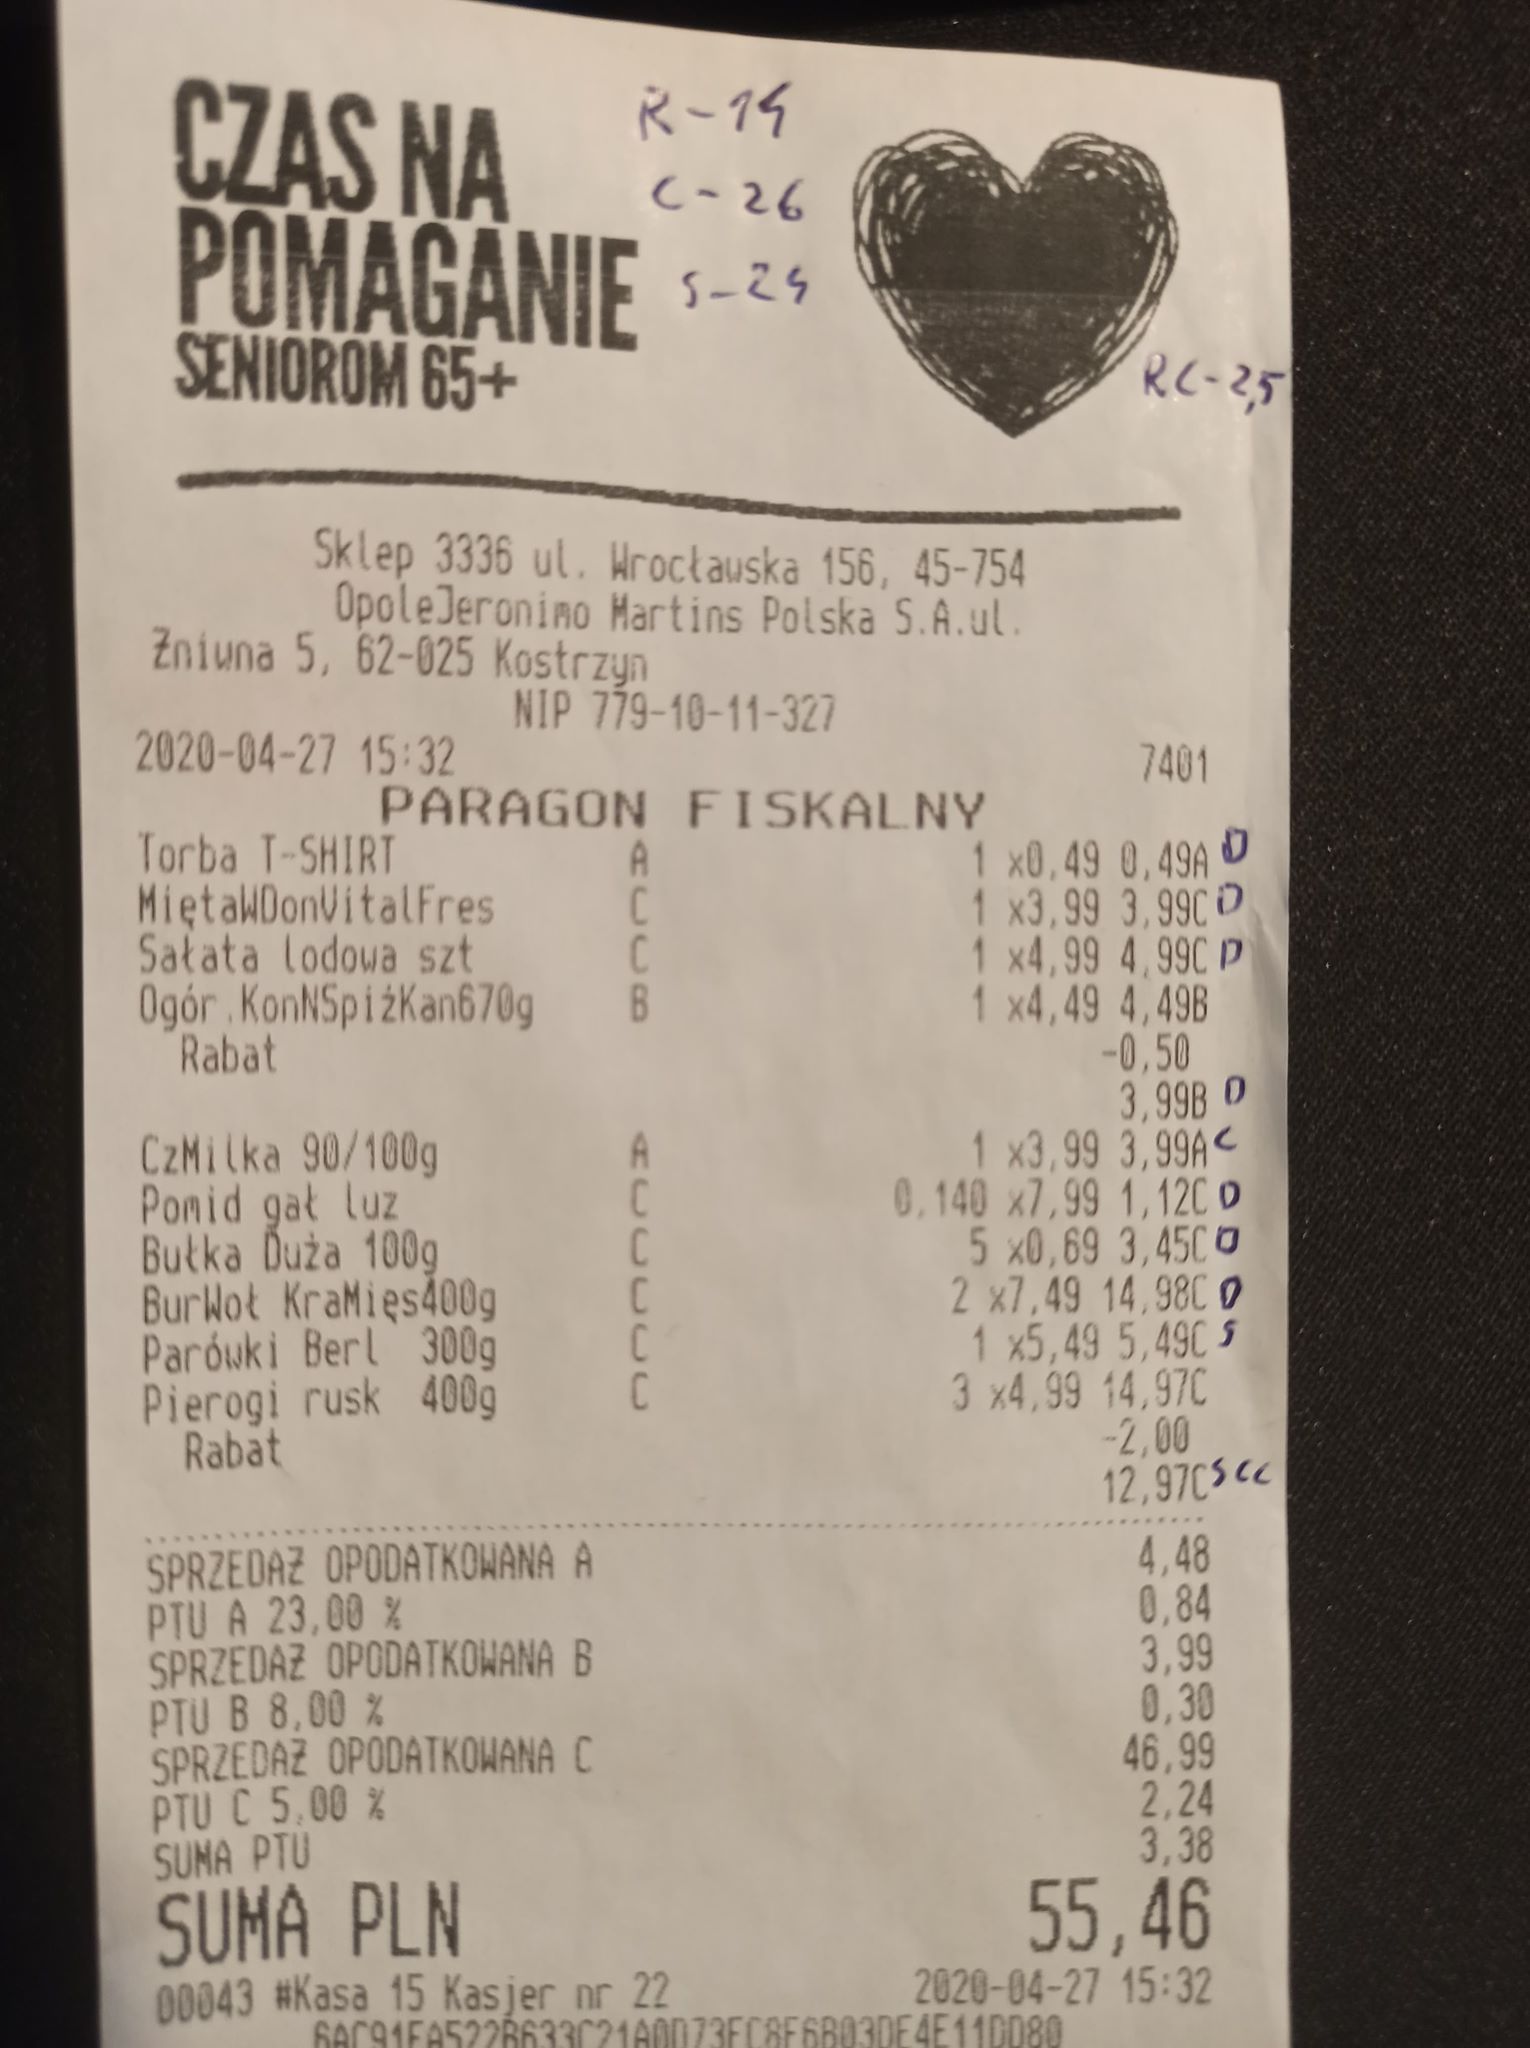 CZAS NA
POMAGANIE
SENIOROM 65+
R-14
C-26
S-24
RC-2,5
Sklep 3336 ul. Wrocławska 156, 45-754
OpoleJeronimo Martins Polska S.A.ul.
Żniwna 5, 62-025 Kostrzyn
NIP 779-10-11-327
2020-04-27 15:32 7401
PARAGON FISKALNY
Torba T-SHIRT A 1 x0,49 0,49A D
MiętaWDonVitalFres C 1 x3,99 3,99C D
Sałata lodowa szt C 1 x4,99 4,99C D
Ogór.KonNSpiżKan670g B 1 x4,49 4,49B
Rabat -0,50
3,99B D
CzMilka 90/100g A 1 x3,99 3,99A C
Pomid gał luz C 0,140 x7,99 1,12C D
Bułka Duża 100g C 5 x0,69 3,45C D
BurWoł KraMięs400g C 2 x7,49 14,98C D
Parówki Berl 300g C 1 x5,49 5,49C S
Pierogi rusk 400g C 3 x4,99 14,97C
Rabat -2,00
12,97C SCC
SPRZEDAŻ OPODATKOWANA A 4,48
PTU A 23,00 % 0,84
SPRZEDAŻ OPODATKOWANA B 3,99
PTU B 8,00 % 0,30
SPRZEDAŻ OPODATKOWANA C 46,99
PTU C 5,00 % 2,24
SUMA PTU 3,38
SUMA PLN 55,46
00043 #Kasa 15 Kasjer nr 22 2020-04-27 15:32